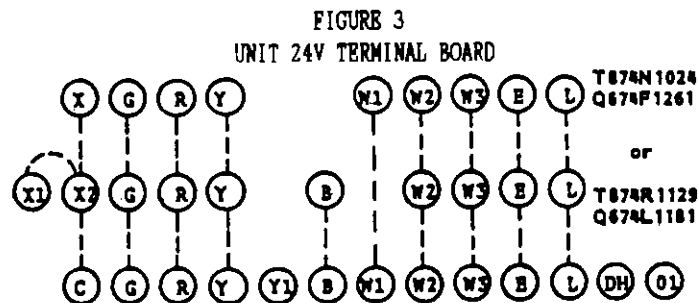 FIGURE 3
UNIT 24V TERMINAL BOARD
X G R Y W1 W2 W3 E L T874N1024
Q674F1261
or
X1 X2 G R Y B W2 W3 E L T874R1129
Q674L1181
C G R Y Y1 B W1 W2 W3 E L DH O1